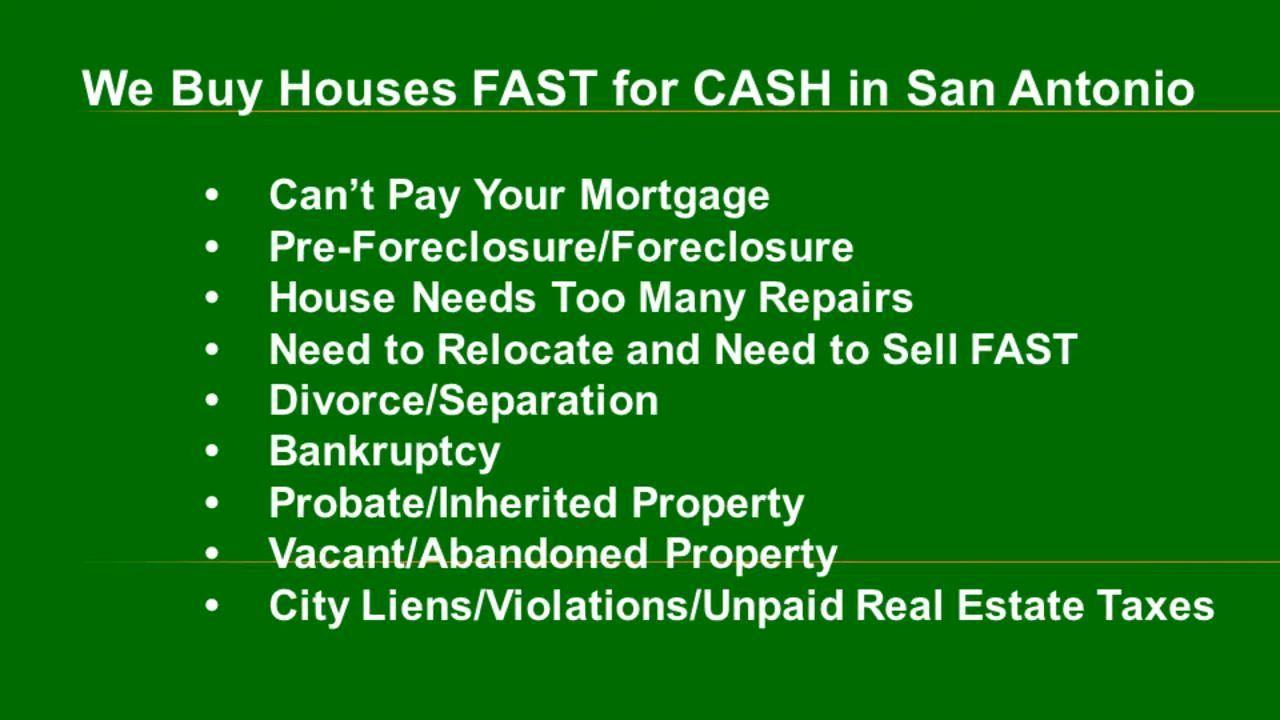 We Buy Houses FAST for CASH in San Antonio
• Can’t Pay Your Mortgage
• Pre-Foreclosure/Foreclosure
• House Needs Too Many Repairs
• Need to Relocate and Need to Sell FAST
• Divorce/Separation
• Bankruptcy
• Probate/Inherited Property
• Vacant/Abandoned Property
• City Liens/Violations/Unpaid Real Estate Taxes